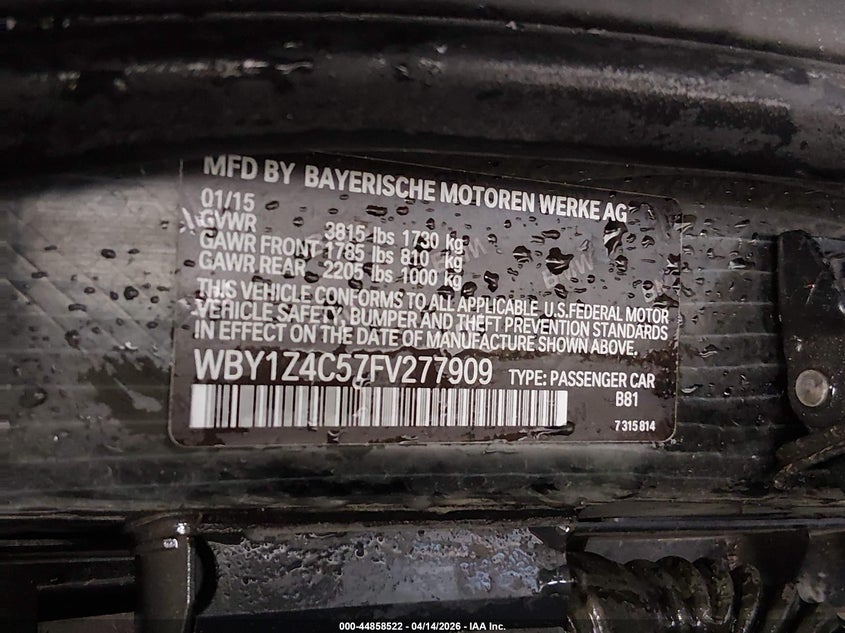 MFD BY BAYERISCHE MOTOREN WERKE AG
01/15
GVWR 3815 lbs 1730 kg
GAWR FRONT 1785 lbs 810 kg
GAWR REAR 2205 lbs 1000 kg
THIS VEHICLE CONFORMS TO ALL APPLICABLE U.S.FEDERAL MOTOR
VEHICLE SAFETY, BUMPER AND THEFT PREVENTION STANDARDS
IN EFFECT ON THE DATE OF MANUFACTURE SHOWN ABOVE.
WBY1Z4C57FV277909 TYPE: PASSENGER CAR
B81
7315814
000-44858522 - 04/14/2026 - IAA Inc.